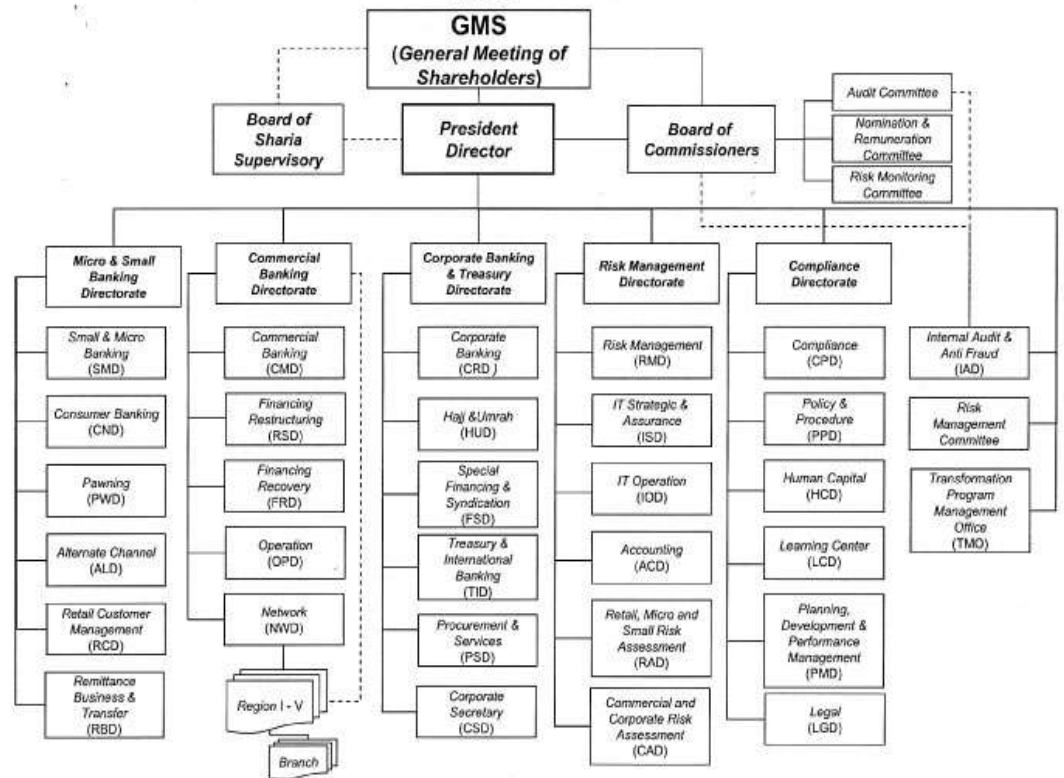 GMS
(General Meeting of
Shareholders)
Board of
Sharia
Supervisory
President
Director
Board of
Commissioners
Audit Committee
Nomination &
Remuneration
Committee
Risk Monitoring
Committee
Micro & Small
Banking
Directorate
Small & Micro
Banking
(SMD)
Consumer Banking
(CND)
Pawning
(PWD)
Alternate Channel
(ALD)
Retail Customer
Management
(RCD)
Remittance
Business &
Transfer
(RBD)
Commercial
Banking
Directorate
Commercial
Banking
(CMD)
Financing
Restructuring
(RSD)
Financing
Recovery
(FRD)
Operation
(OPD)
Network
(NWD)
Region I - V
Branch
Corporate Banking
& Treasury
Directorate
Corporate
Banking
(CRD)
Hajj &Umrah
(HUD)
Special
Financing &
Syndication
(FSD)
Treasury &
International
Banking
(TID)
Procurement &
Services
(PSD)
Corporate
Secretary
(CSD)
Risk Management
Directorate
Risk Management
(RMD)
IT Strategic &
Assurance
(ISD)
IT Operation
(IOD)
Accounting
(ACD)
Retail, Micro and
Small Risk
Assessment
(RAD)
Commercial and
Corporate Risk
Assessment
(CAD)
Compliance
Directorate
Compliance
(CPD)
Policy &
Procedure
(PPD)
Human Capital
(HCD)
Learning Center
(LCD)
Planning,
Development &
Performance
Management
(PMD)
Legal
(LGD)
Internal Audit &
Anti Fraud
(IAD)
Risk
Management
Committee
Transformation
Program
Management
Office
(TMO)